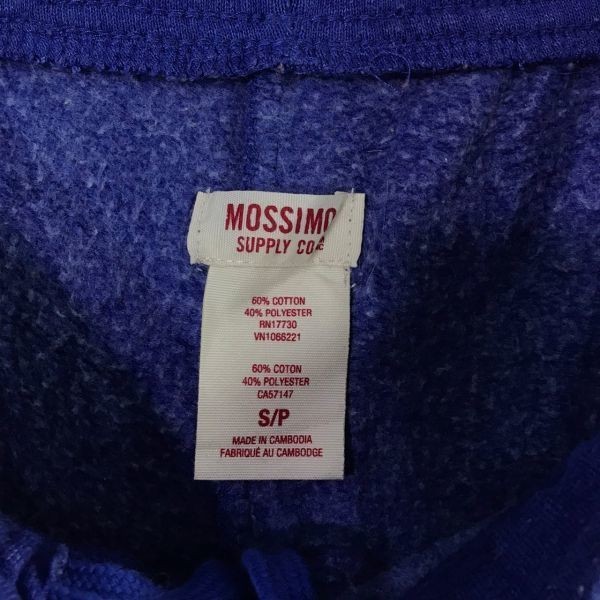 MOSSIMO
SUPPLY CO.
60% COTTON
40% POLYESTER
RN17730
VN1066221
60% COTON
40% POLYESTER
CA57147
S/P
MADE IN CAMBODIA
FABRIQUÉ AU CAMBODGE